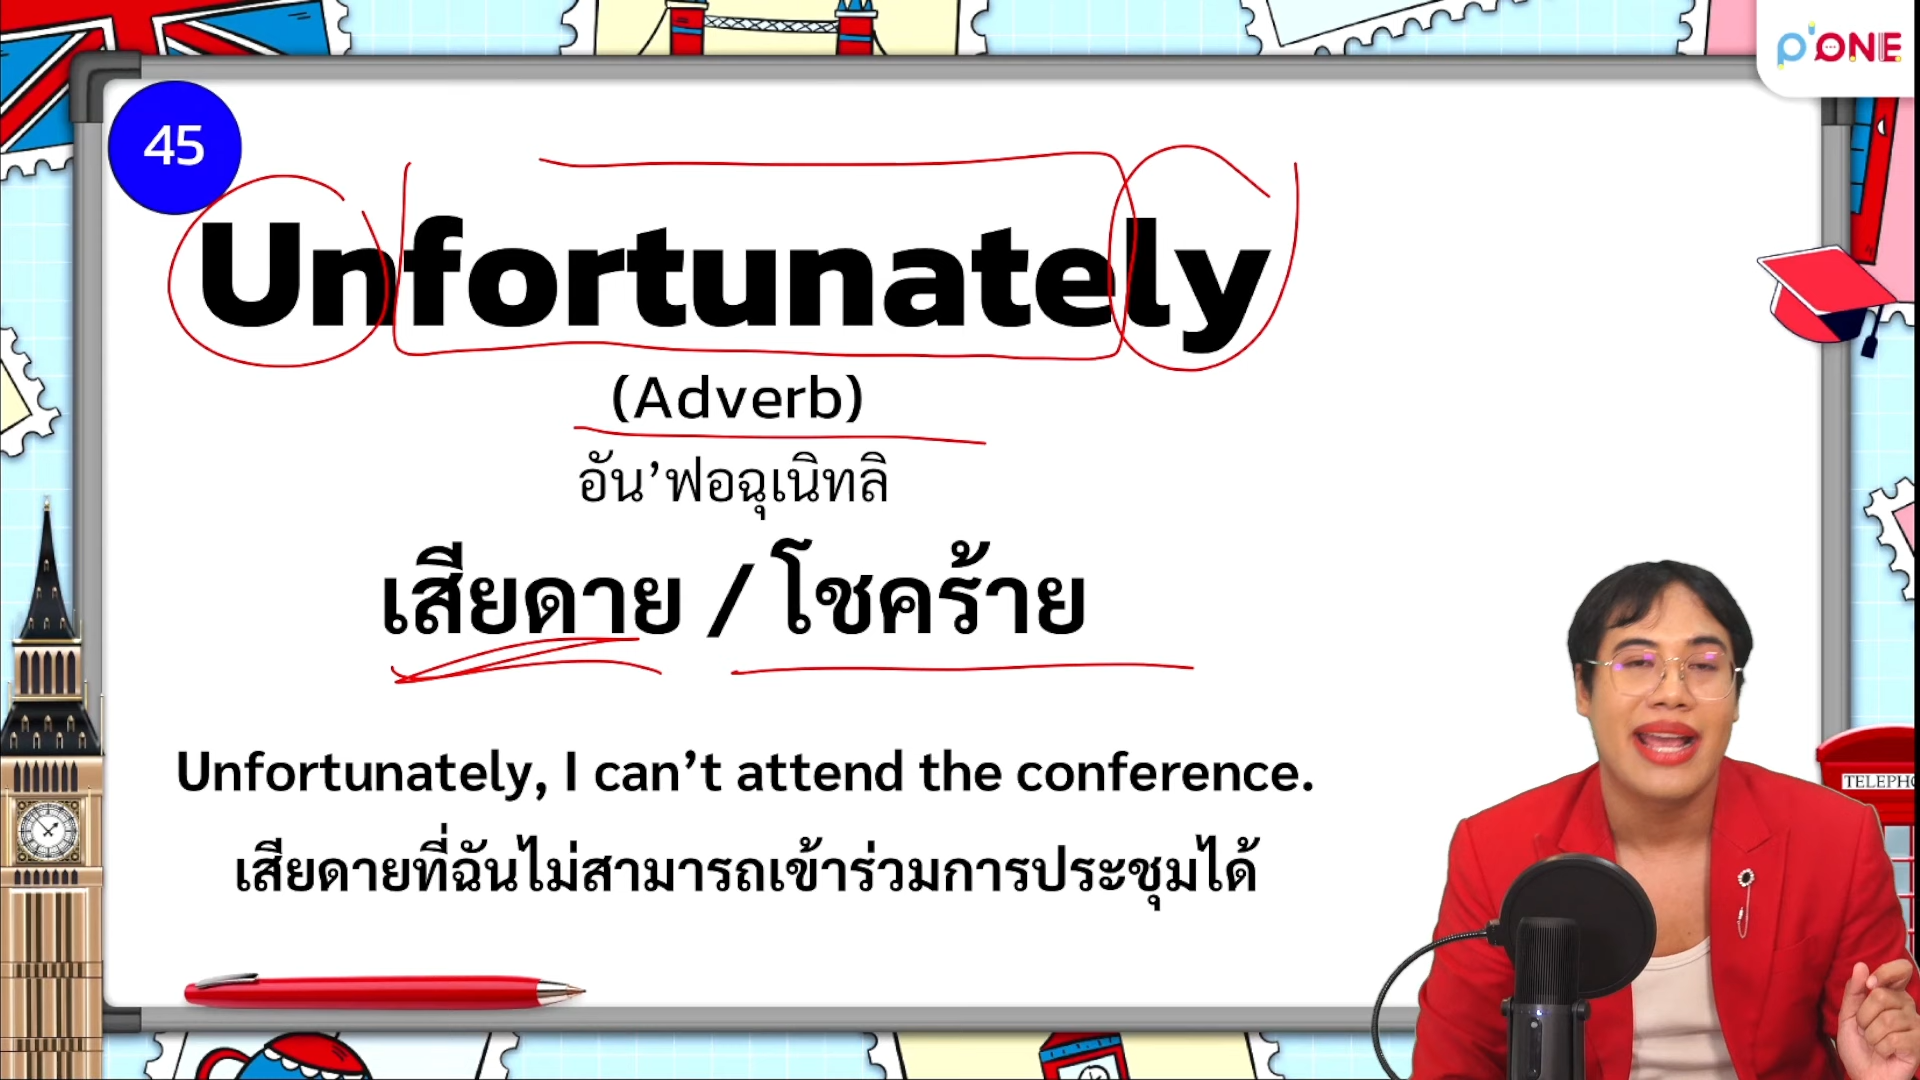 P'ONE
45
Unfortunately
(Adverb)
อัน’ฟอฉุเนิทลิ
เสียดาย / โชคร้าย
Unfortunately, I can’t attend the conference.
เสียดายที่ฉันไม่สามารถเข้าร่วมการประชุมได้
TELEPHO